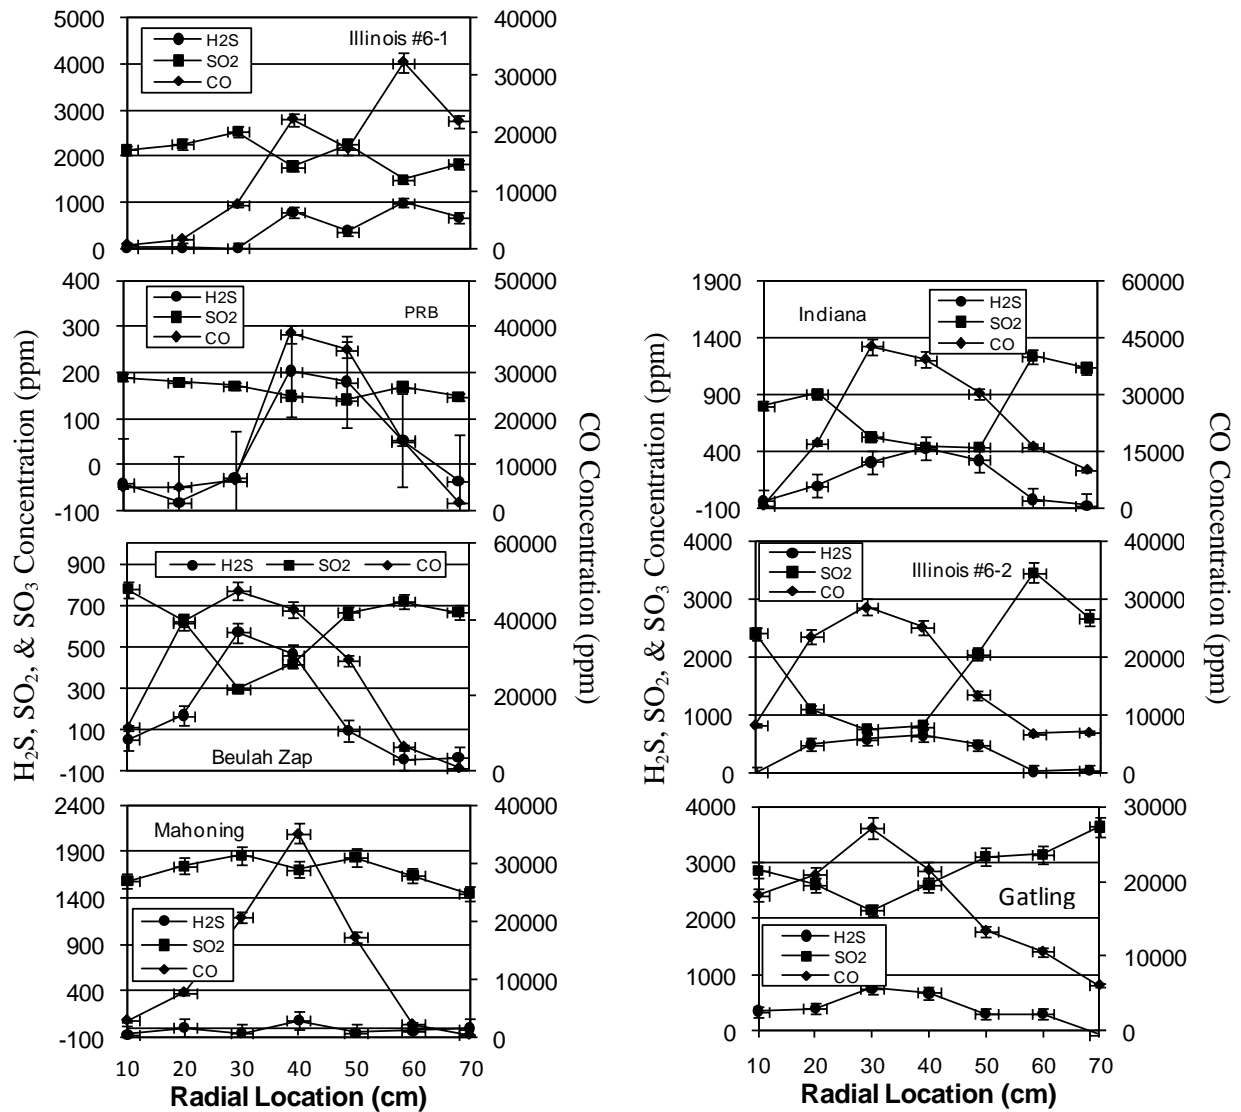 5000
4000
3000
2000
1000
0
H2S
SO2
CO
Illinois #6-1
40000
30000
20000
10000
0
400
300
200
100
0
-100
H2S
SO2
CO
PRB
50000
40000
30000
20000
10000
0
900
700
500
300
100
-100
H2S SO2 CO
Beulah Zap
60000
40000
20000
0
2400
1900
1400
900
400
-100
Mahoning
H2S
SO2
CO
40000
30000
20000
10000
0
10 20 30 40 50 60 70
Radial Location (cm)
H₂S, SO₂, & SO₃ Concentration (ppm)
CO Concentration (ppm)
1900
1400
900
400
-100
Indiana
H2S
SO2
CO
60000
45000
30000
15000
0
4000
3000
2000
1000
0
H2S
SO2
CO
Illinois #6-2
40000
30000
20000
10000
0
4000
3000
2000
1000
0
Gatling
H2S
SO2
CO
30000
20000
10000
0
10 20 30 40 50 60 70
Radial Location (cm)
H₂S, SO₂, & SO₃ Concentration (ppm)
CO Concentration (ppm)